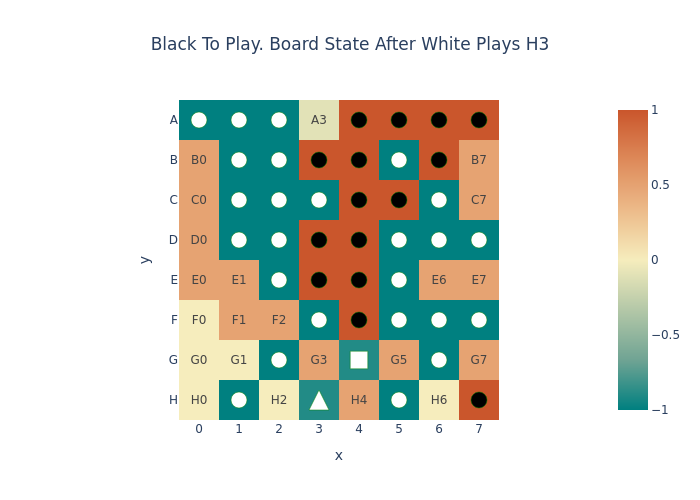 Black To Play. Board State After White Plays H3
A A3
B B0 B7
C C0 C7
D D0
E E0 E1 E6 E7
F F0 F1 F2
G G0 G1 G3 G5 G7
H H0 H2 H4 H6
0 1 2 3 4 5 6 7
x
y
1
0.5
0
−0.5
−1